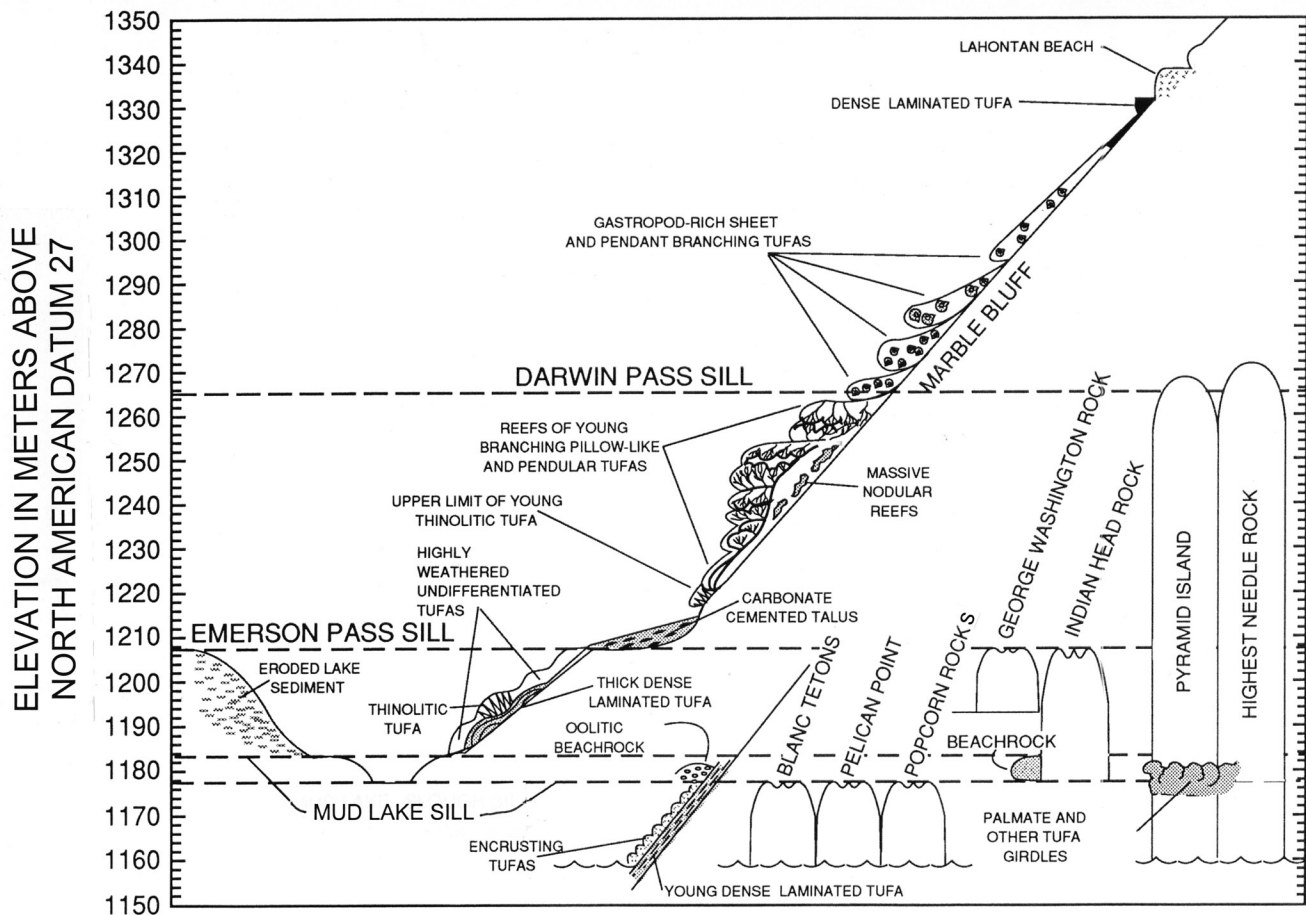 ELEVATION IN METERS ABOVE
NORTH AMERICAN DATUM 27
1350
1340
1330
1320
1310
1300
1290
1280
1270
1260
1250
1240
1230
1220
1210
1200
1190
1180
1170
1160
1150
LAHONTAN BEACH
DENSE LAMINATED TUFA
GASTROPOD-RICH SHEET
AND PENDANT BRANCHING TUFAS
MARBLE BLUFF
DARWIN PASS SILL
REEFS OF YOUNG
BRANCHING PILLOW-LIKE
AND PENDULAR TUFAS
MASSIVE
NODULAR
REEFS
UPPER LIMIT OF YOUNG
THINOLITIC TUFA
HIGHLY
WEATHERED
UNDIFFERENTIATED
TUFAS
CARBONATE
CEMENTED TALUS
EMERSON PASS SILL
ERODED LAKE
SEDIMENT
THINOLITIC
TUFA
THICK DENSE
LAMINATED TUFA
OOLITIC
BEACHROCK
MUD LAKE SILL
ENCRUSTING
TUFAS
YOUNG DENSE LAMINATED TUFA
BLANC TETONS
PELICAN POINT
POPCORN ROCKS
GEORGE WASHINGTON ROCK
INDIAN HEAD ROCK
BEACHROCK
PYRAMID ISLAND
HIGHEST NEEDLE ROCK
PALMATE AND
OTHER TUFA
GIRDLES